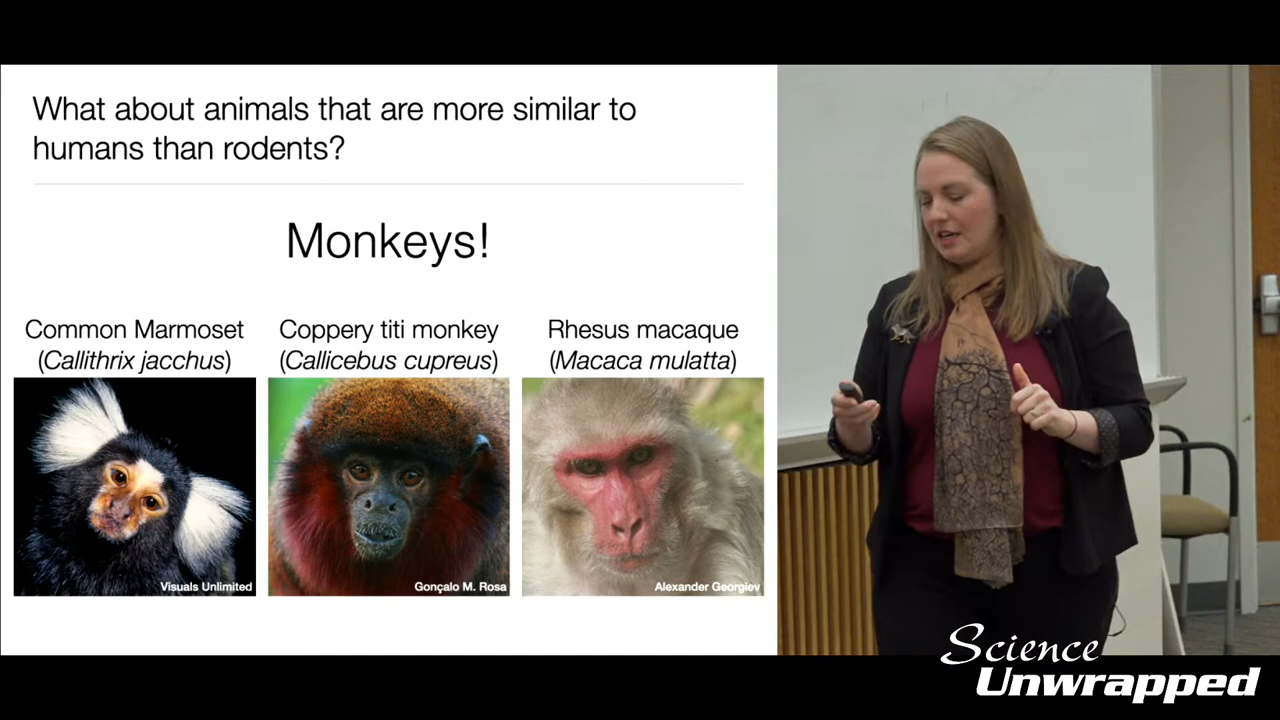 What about animals that are more similar to
humans than rodents?
Monkeys!
Common Marmoset
(Callithrix jacchus)
Coppery titi monkey
(Callicebus cupreus)
Rhesus macaque
(Macaca mulatta)
Visuals Unlimited
Gonçalo M. Rosa
Alexander Georgiev
Science
Unwrapped